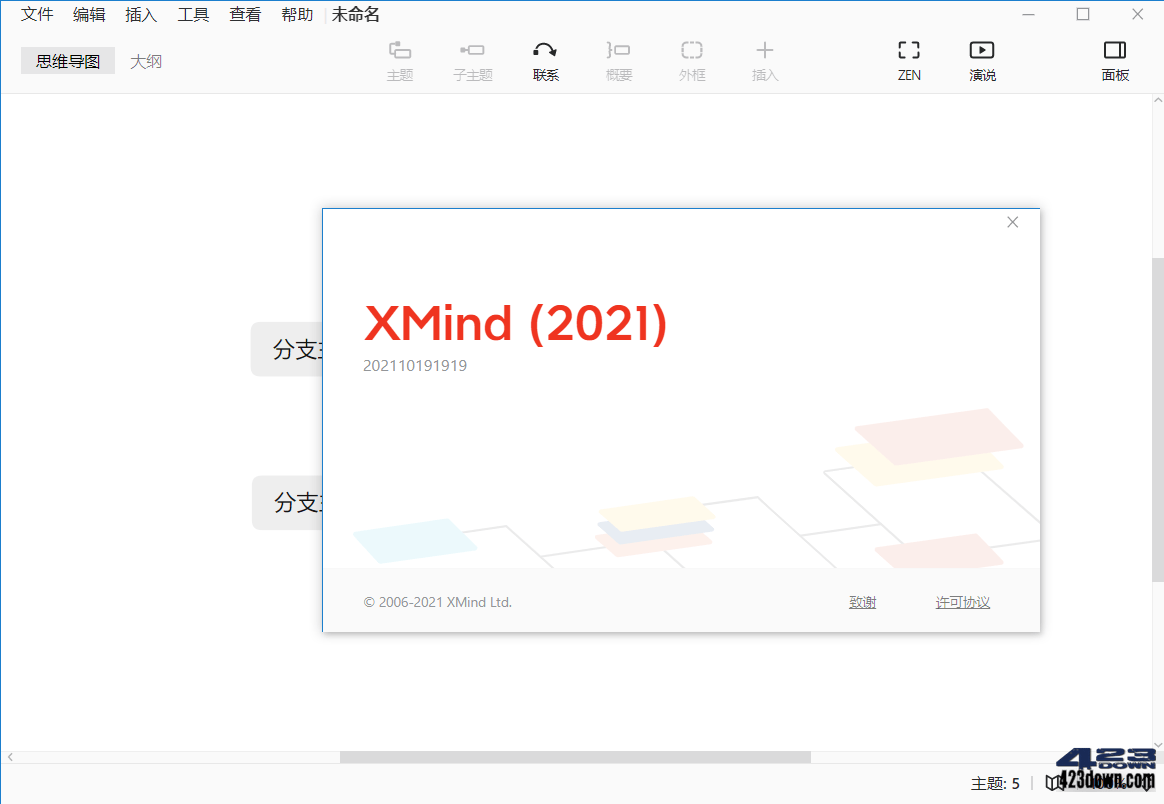 文件 编辑 插入 工具 查看 帮助 未命名
思维导图 大纲
主题 子主题 联系 概要 外框 插入 ZEN 演说 面板
XMind (2021)
202110191919
分支
分支
© 2006-2021 XMind Ltd. 致谢 许可协议
主题: 5
423
DOWN
423down.com